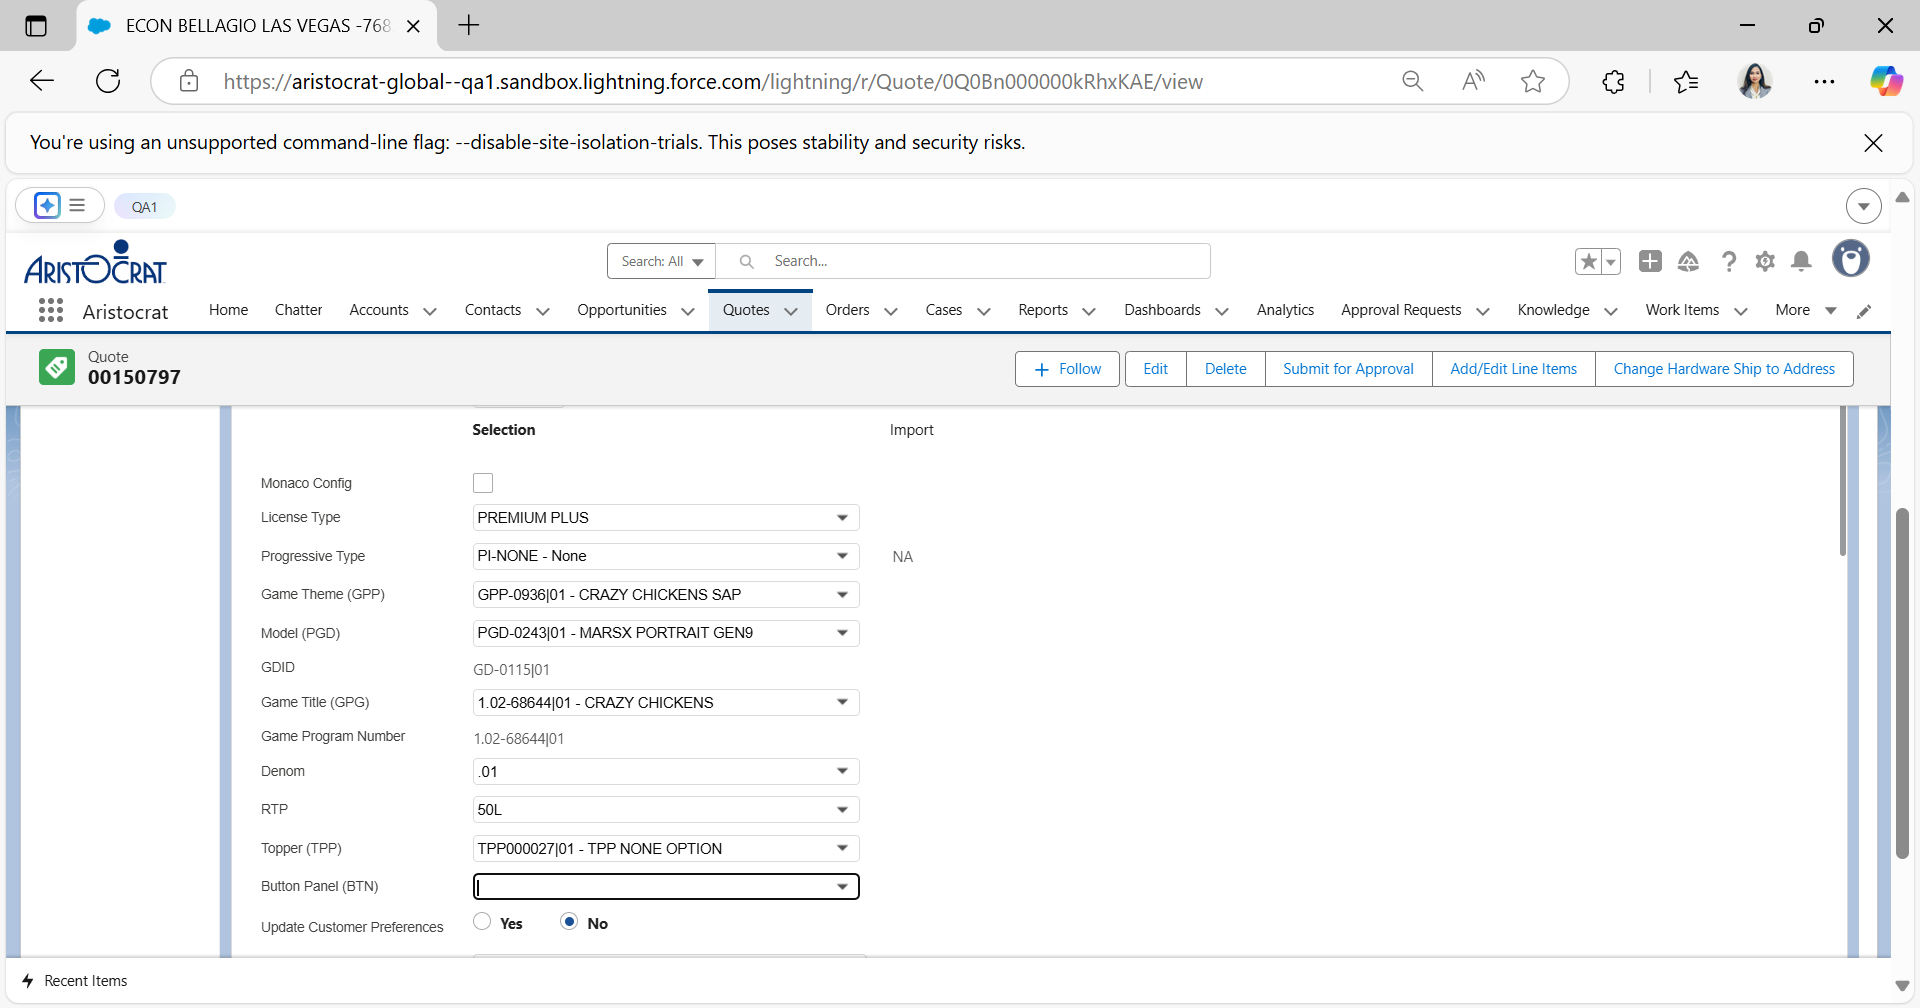 ECON BELLAGIO LAS VEGAS -768
https://aristocrat-global--qa1.sandbox.lightning.force.com/lightning/r/Quote/0Q0Bn000000kRhxKAE/view
You're using an unsupported command-line flag: --disable-site-isolation-trials. This poses stability and security risks.
QA1
ARISTOCRAT
Search: All
Search...
Aristocrat
Home
Chatter
Accounts
Contacts
Opportunities
Quotes
Orders
Cases
Reports
Dashboards
Analytics
Approval Requests
Knowledge
Work Items
More
Quote
00150797
Follow
Edit
Delete
Submit for Approval
Add/Edit Line Items
Change Hardware Ship to Address
Selection
Import
Monaco Config
License Type
PREMIUM PLUS
Progressive Type
PI-NONE - None
NA
Game Theme (GPP)
GPP-0936|01 - CRAZY CHICKENS SAP
Model (PGD)
PGD-0243|01 - MARSX PORTRAIT GEN9
GDID
GD-0115|01
Game Title (GPG)
1.02-68644|01 - CRAZY CHICKENS
Game Program Number
1.02-68644|01
Denom
.01
RTP
50L
Topper (TPP)
TPP000027|01 - TPP NONE OPTION
Button Panel (BTN)
Update Customer Preferences
Yes
No
Recent Items